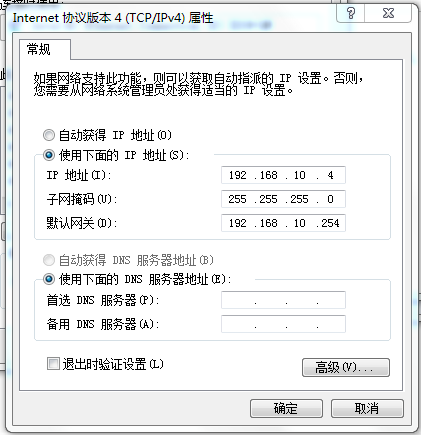 Internet 协议版本 4 (TCP/IPv4) 属性
常规
如果网络支持此功能，则可以获取自动指派的 IP 设置。否则，
您需要从网络系统管理员处获得适当的 IP 设置。
自动获得 IP 地址(O)
使用下面的 IP 地址(S):
IP 地址(I): 192 .168 . 10 . 4
子网掩码(U): 255 .255 .255 . 0
默认网关(D): 192 .168 . 10 .254
自动获得 DNS 服务器地址(B)
使用下面的 DNS 服务器地址(E):
首选 DNS 服务器(P): . . .
备用 DNS 服务器(A): . . .
退出时验证设置(L)
高级(V)...
确定
取消